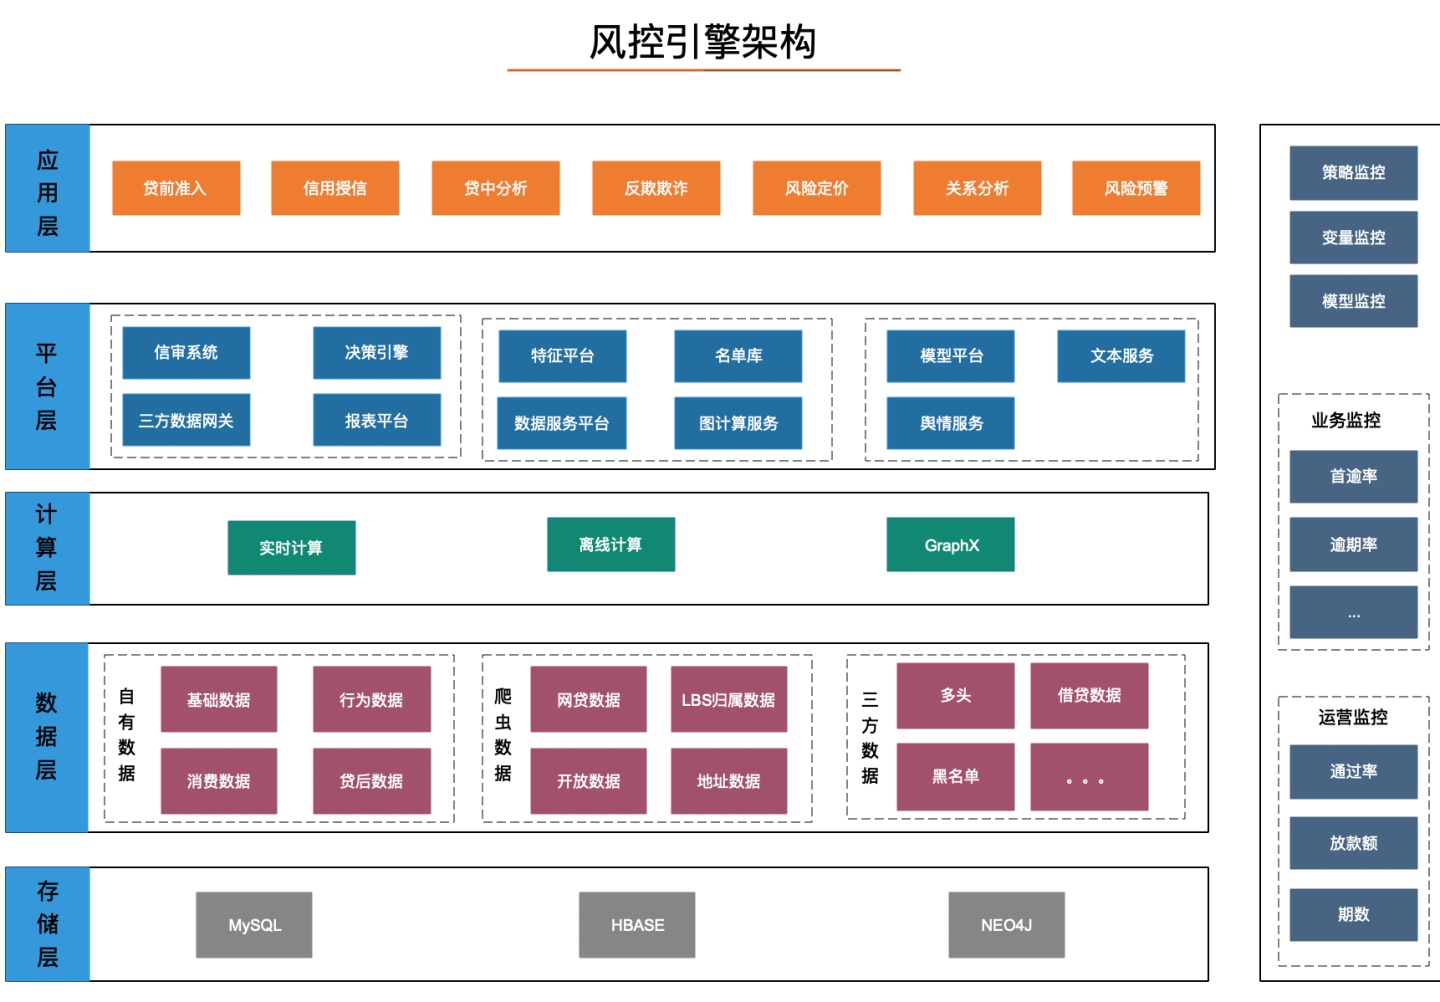 风控引擎架构
应用层
贷前准入
信用授信
贷中分析
反欺欺诈
风险定价
关系分析
风险预警
平台层
信审系统
决策引擎
三方数据网关
报表平台
特征平台
名单库
数据服务平台
图计算服务
模型平台
文本服务
舆情服务
计算层
实时计算
离线计算
GraphX
数据层
自有数据
基础数据
行为数据
消费数据
贷后数据
爬虫数据
网贷数据
LBS归属数据
开放数据
地址数据
三方数据
多头
借贷数据
黑名单
。。。
存储层
MySQL
HBASE
NEO4J
策略监控
变量监控
模型监控
业务监控
首逾率
逾期率
...
运营监控
通过率
放款额
期数